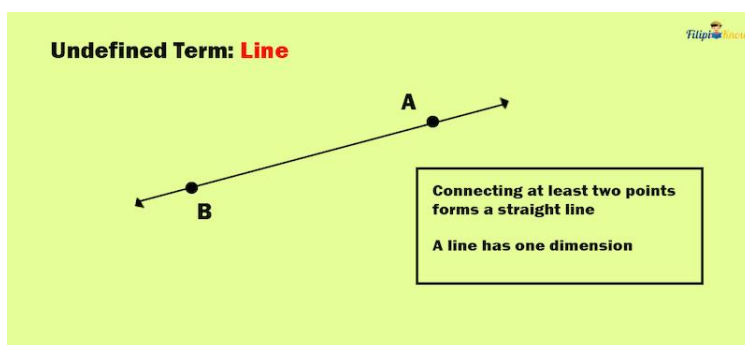 Undefined Term: Line
A
B
Connecting at least two points
forms a straight line
A line has one dimension